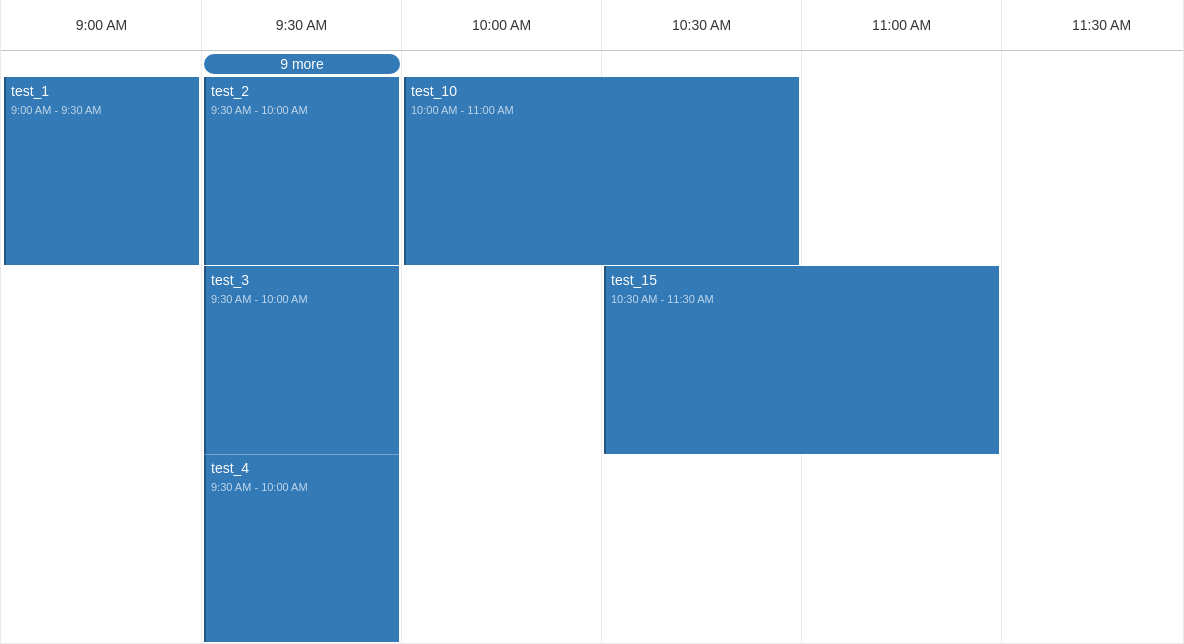 9:00 AM
9:30 AM
10:00 AM
10:30 AM
11:00 AM
11:30 AM
9 more
test_1
9:00 AM - 9:30 AM
test_2
9:30 AM - 10:00 AM
test_10
10:00 AM - 11:00 AM
test_3
9:30 AM - 10:00 AM
test_15
10:30 AM - 11:30 AM
test_4
9:30 AM - 10:00 AM